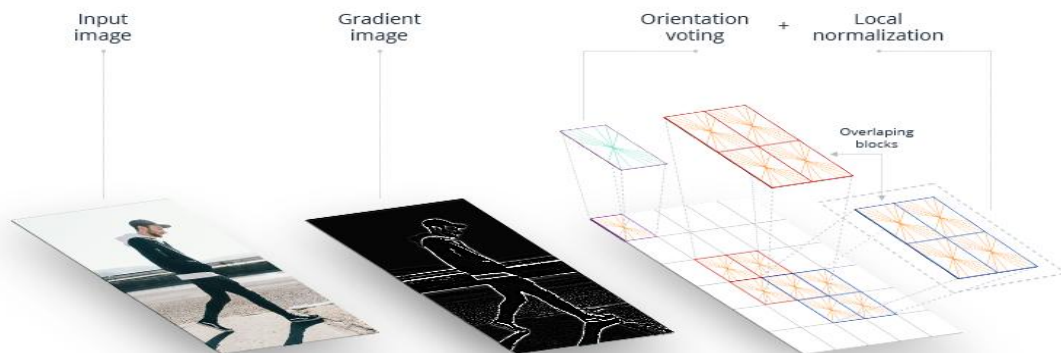 Input
image
Gradient
image
Orientation
voting
+
Local
normalization
Overlaping
blocks